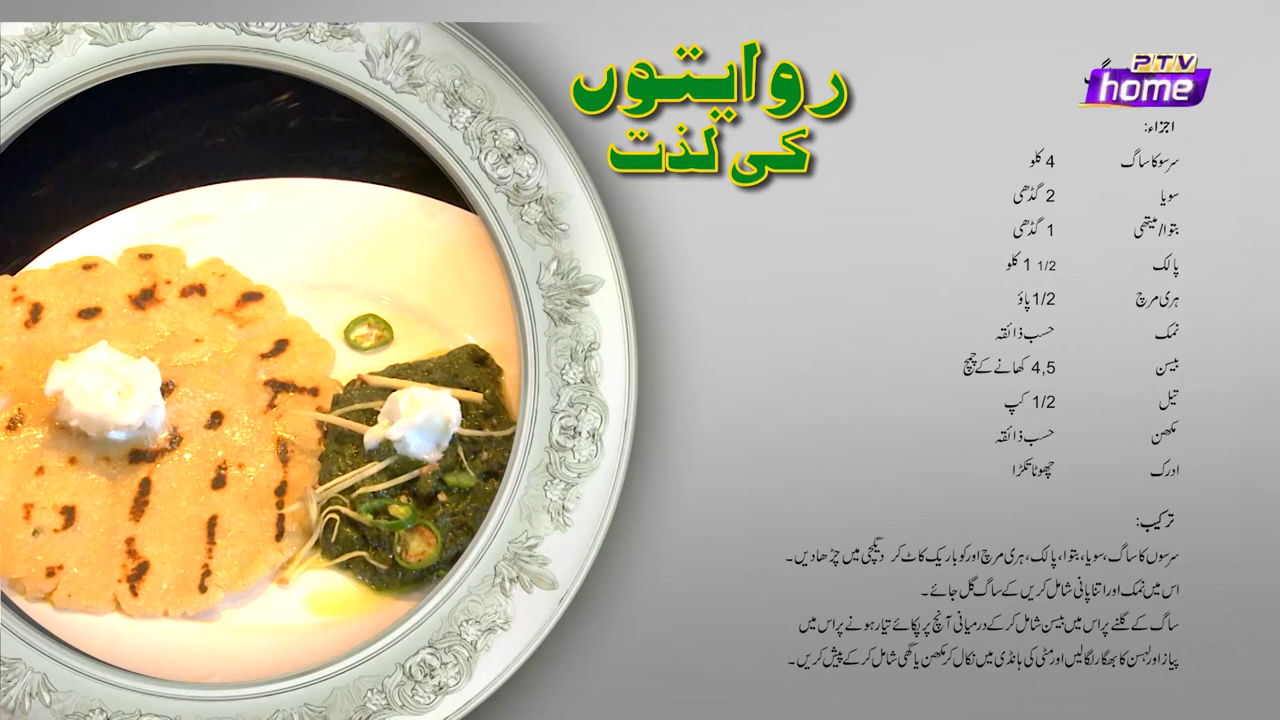 روایتوں
کی لذت
PTV
home
اجزاء:
سرسو کا ساگ 4 کلو
سویا 2 گڈھی
بتوا/میتھی 1 گڈھی
پالک 1 1/2 کلو
ہری مرچ 1/2 پاؤ
نمک حسب ذائقہ
بیسن 4,5 کھانے کے چمچ
تیل 1/2 کپ
مکھن حسب ذائقہ
ادرک چھوٹا ٹکڑا
ترکیب:
سرسوں کا ساگ، سویا، بتوا، پالک، ہری مرچ اور کو باریک کاٹ کر دیگچی میں چڑھا دیں۔
اس میں نمک اور اتنا پانی شامل کریں کے ساگ گل جائے۔
ساگ کے گلنے پر اس میں بیسن شامل کر کے درمیانی آنچ پر پکائے تیار ہونے پر اس میں
پیاز اور لہسن کا بھگار لگا لیں اور مٹی کی ہانڈی میں نکال کر مکھن یا گھی شامل کر کے پیش کریں۔